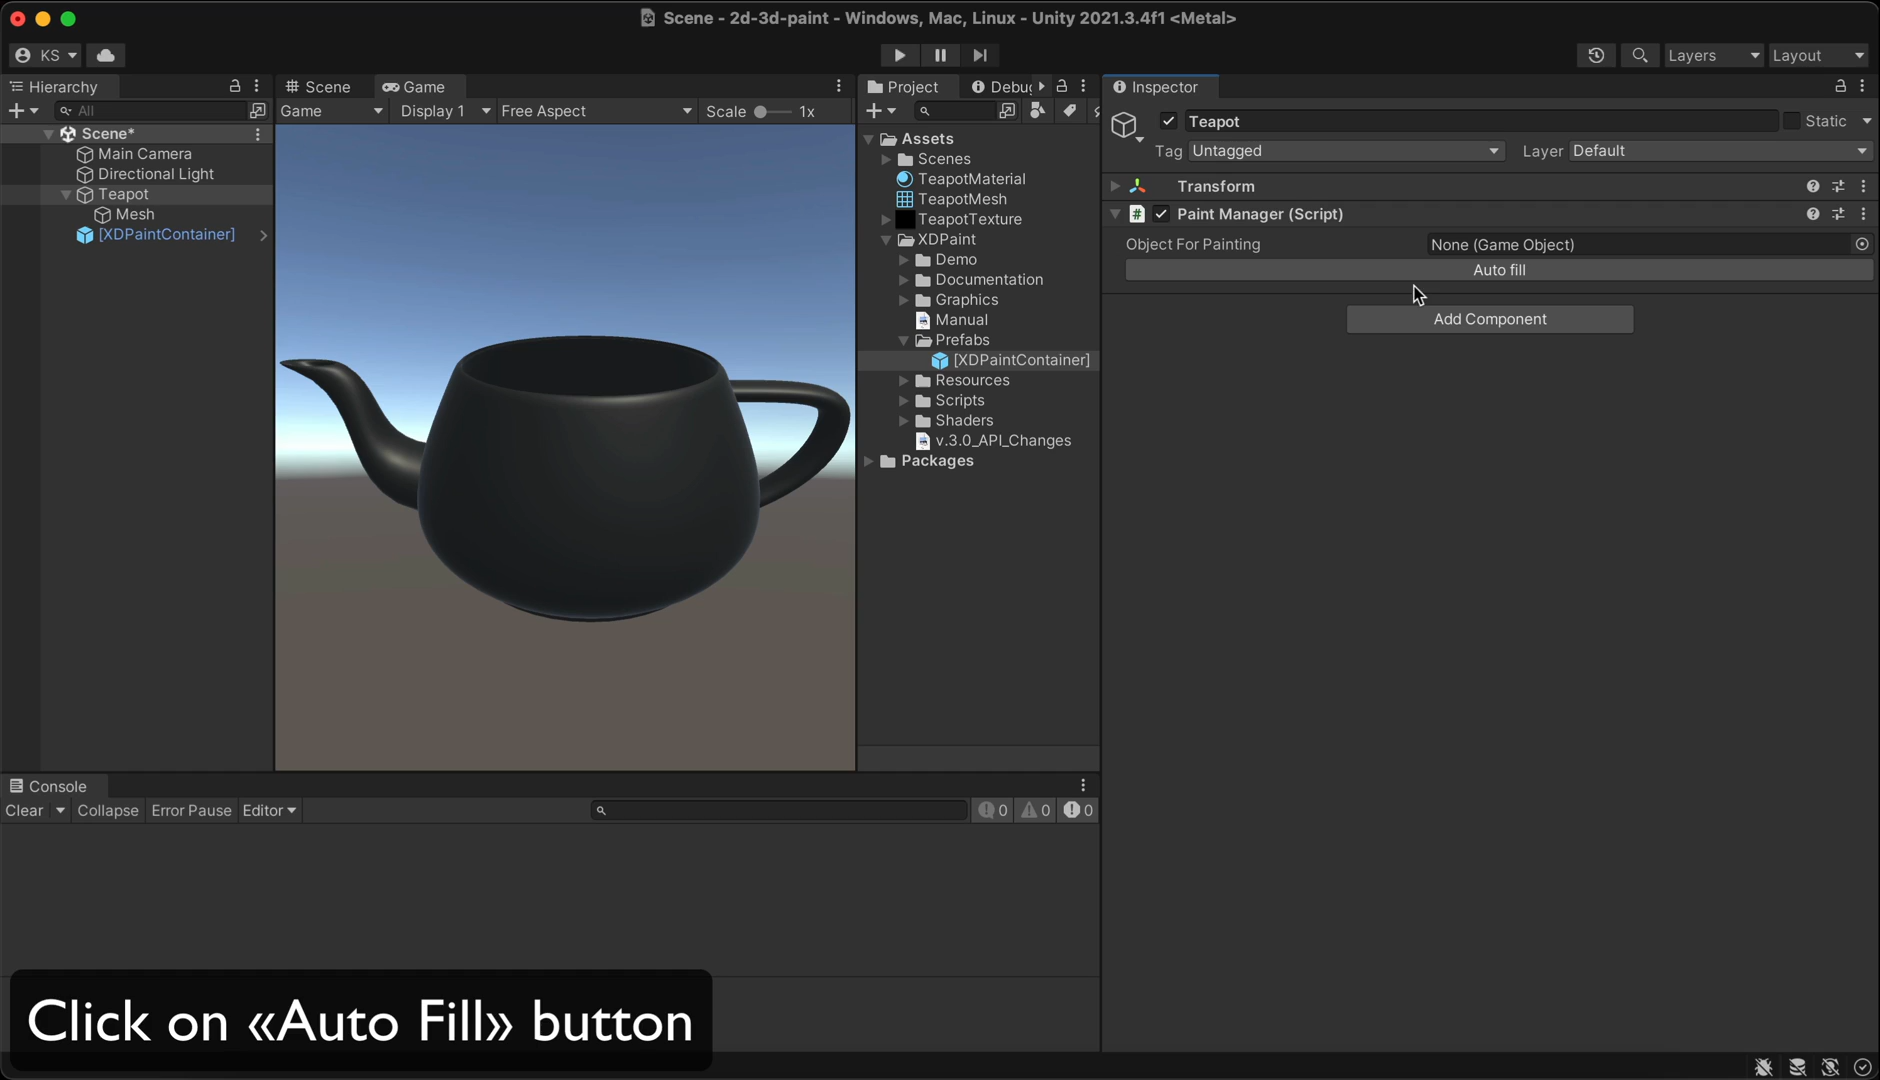 Scene - 2d-3d-paint - Windows, Mac, Linux - Unity 2021.3.4f1 <Metal>
KS
Layers
Layout
Hierarchy
All
Scene*
Main Camera
Directional Light
Teapot
Mesh
[XDPaintContainer]
Scene
Game
Game
Display 1
Free Aspect
Scale
1x
Project
Assets
Scenes
TeapotMaterial
TeapotMesh
TeapotTexture
XDPaint
Demo
Documentation
Graphics
Manual
Prefabs
[XDPaintContainer]
Resources
Scripts
Shaders
v.3.0_API_Changes
Packages
Inspector
Teapot
Static
Tag Untagged
Layer Default
Transform
Paint Manager (Script)
Object For Painting
None (Game Object)
Auto fill
Add Component
Console
Clear
Collapse
Error Pause
Editor
0
0
0
Click on «Auto Fill» button